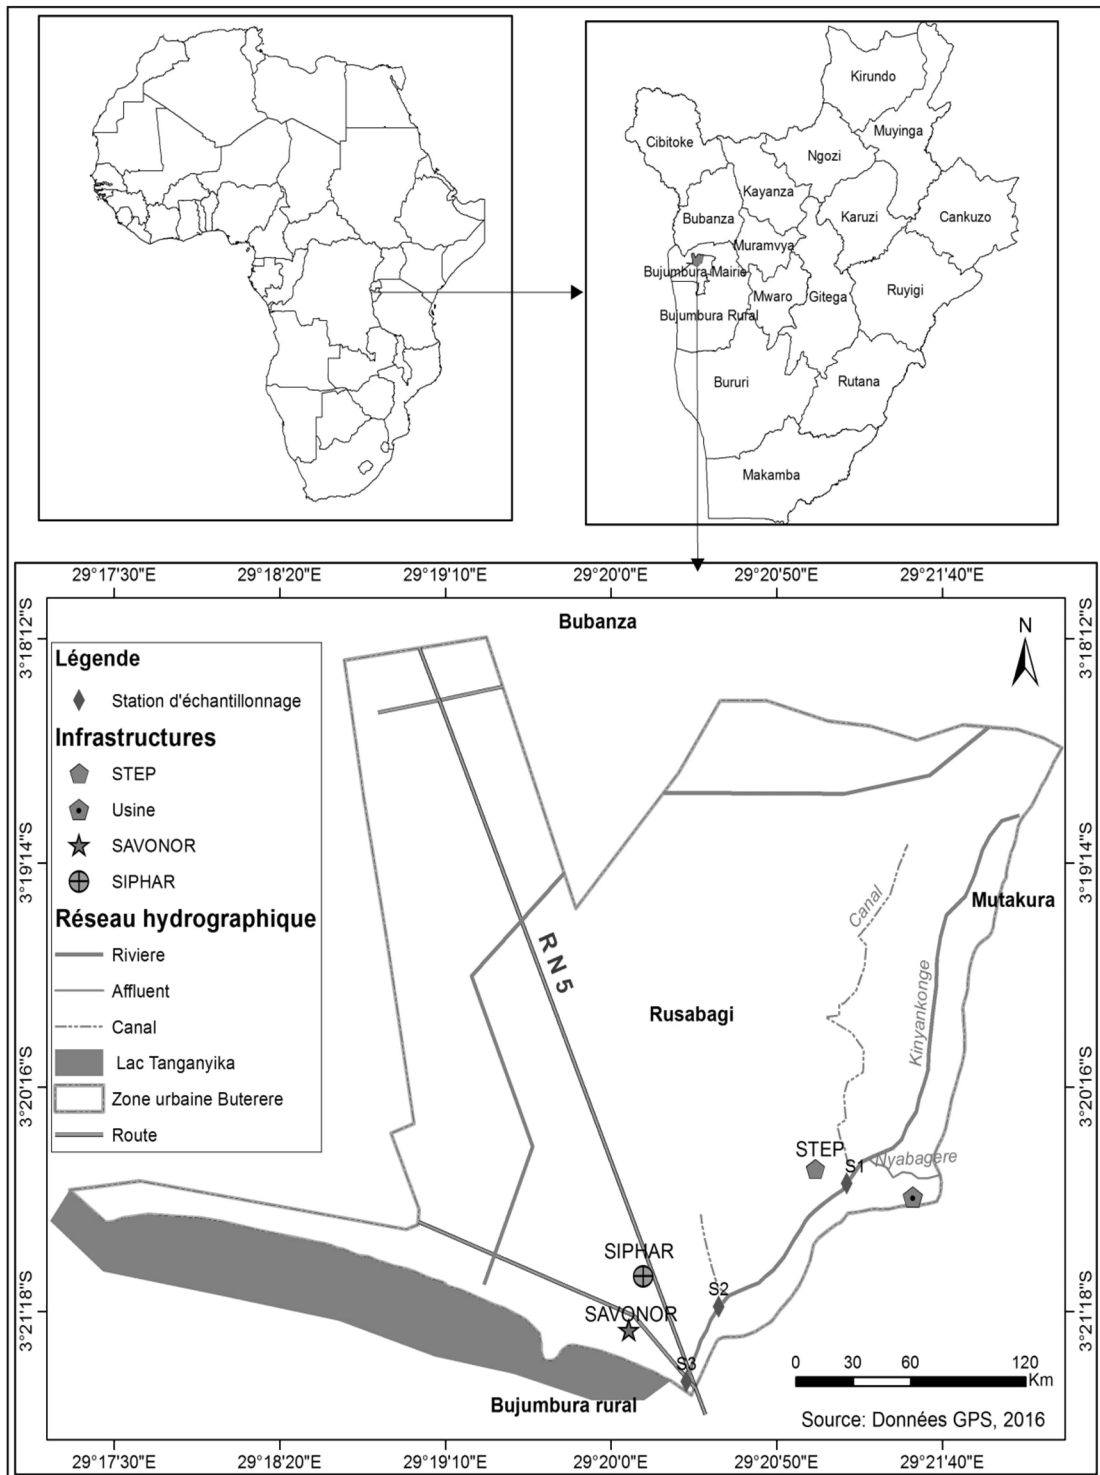 Kirundo
Muyinga
Cibitoke
Ngozi
Kayanza
Bubanza
Karuzi
Cankuzo
Muramvya
Bujumbura Mairie
Mwaro
Gitega
Ruyigi
Bujumbura Rural
Bururi
Rutana
Makamba
29°17'30"E 29°18'20"E 29°19'10"E 29°20'0"E 29°20'50"E 29°21'40"E
3°18'12"S
3°19'14"S
3°20'16"S
3°21'18"S
3°18'12"S
3°19'14"S
3°20'16"S
3°21'18"S
Bubanza
N
Légende
Station d'échantillonnage
Infrastructures
STEP
Usine
SAVONOR
SIPHAR
Réseau hydrographique
Riviere
Affluent
Canal
Lac Tanganyika
Zone urbaine Buterere
Route
Canal
Mutakura
RN5
Rusabagi
Kinyankonge
STEP
S1
Nyabagere
SIPHAR
S2
SAVONOR
S3
Bujumbura rural
0 30 60 120
Km
Source: Données GPS, 2016
29°17'30"E 29°18'20"E 29°19'10"E 29°20'0"E 29°20'50"E 29°21'40"E